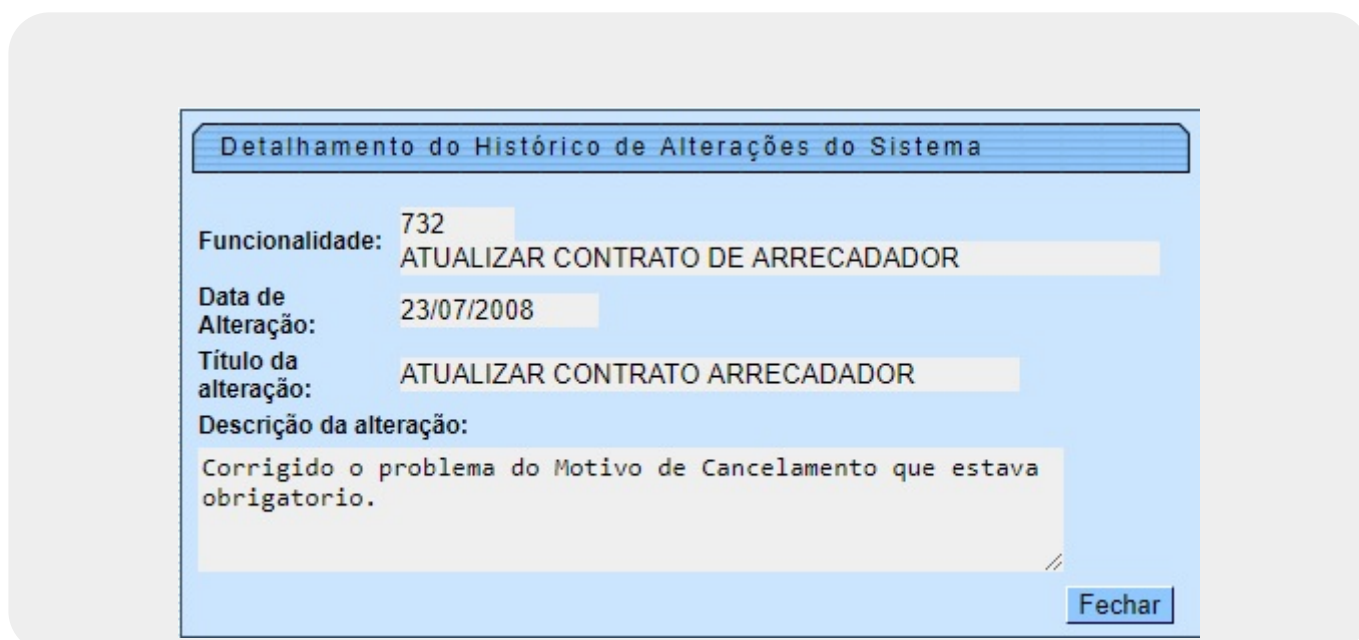 Detalhamento do Histórico de Alterações do Sistema
Funcionalidade:
732
ATUALIZAR CONTRATO DE ARRECADADOR
Data de
Alteração:
23/07/2008
Título da
alteração:
ATUALIZAR CONTRATO ARRECADADOR
Descrição da alteração:
Corrigido o problema do Motivo de Cancelamento que estava
obrigatorio.
Fechar